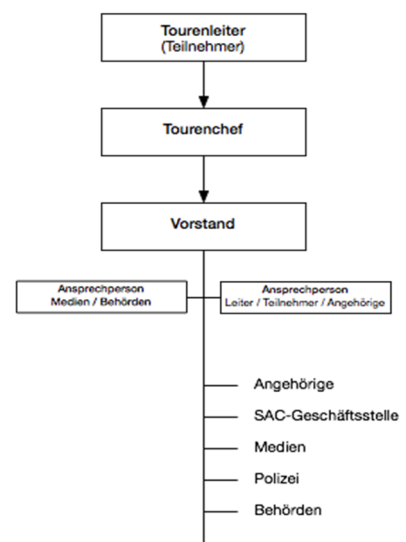 Tourenleiter
(Teilnehmer)
Tourenchef
Vorstand
Ansprechperson
Medien / Behörden
Ansprechperson
Leiter / Teilnehmer / Angehörige
Angehörige
SAC-Geschäftsstelle
Medien
Polizei
Behörden